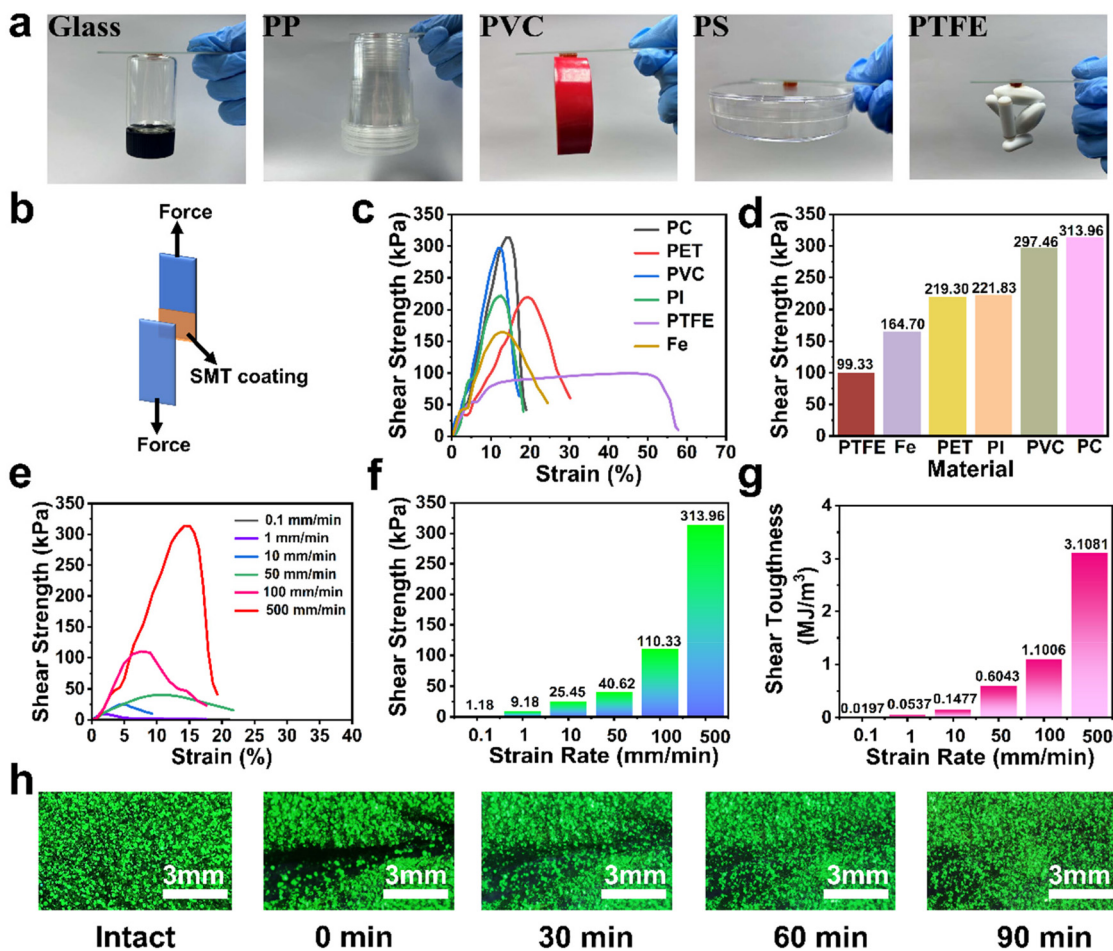 a
Glass
PP
PVC
PS
PTFE
b
Force
SMT coating
Force
c
Shear Strength (kPa)
350
300
250
200
150
100
50
0
PC
PET
PVC
PI
PTFE
Fe
0 10 20 30 40 50 60 70
Strain (%)
d
Shear Strength (kPa)
350
300
250
200
150
100
50
0
99.33
164.70
219.30
221.83
297.46
313.96
PTFE Fe PET PI PVC PC
Material
e
Shear Strength (kPa)
350
300
250
200
150
100
50
0
0.1 mm/min
1 mm/min
10 mm/min
50 mm/min
100 mm/min
500 mm/min
0 5 10 15 20 25 30 35 40
Strain (%)
f
Shear Strength (kPa)
350
300
250
200
150
100
50
0
1.18
9.18
25.45
40.62
110.33
313.96
0.1 1 10 50 100 500
Strain Rate (mm/min)
g
Shear Tougthness
(MJ/m³)
4
3
2
1
0
0.0197
0.0537
0.1477
0.6043
1.1006
3.1081
0.1 1 10 50 100 500
Strain Rate (mm/min)
h
3mm
3mm
3mm
3mm
3mm
Intact
0 min
30 min
60 min
90 min